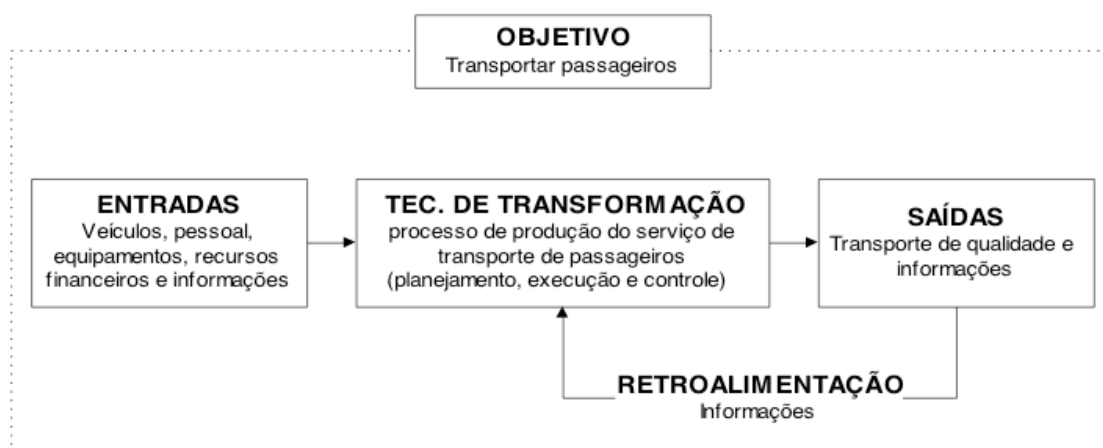 OBJETIVO
Transportar passageiros
ENTRADAS
Veículos, pessoal,
equipamentos, recursos
financeiros e informações
TEC. DE TRANSFORMAÇÃO
processo de produção do serviço de
transporte de passageiros
(planejamento, execução e controle)
SAÍDAS
Transporte de qualidade e
informações
RETROALIMENTAÇÃO
Informações